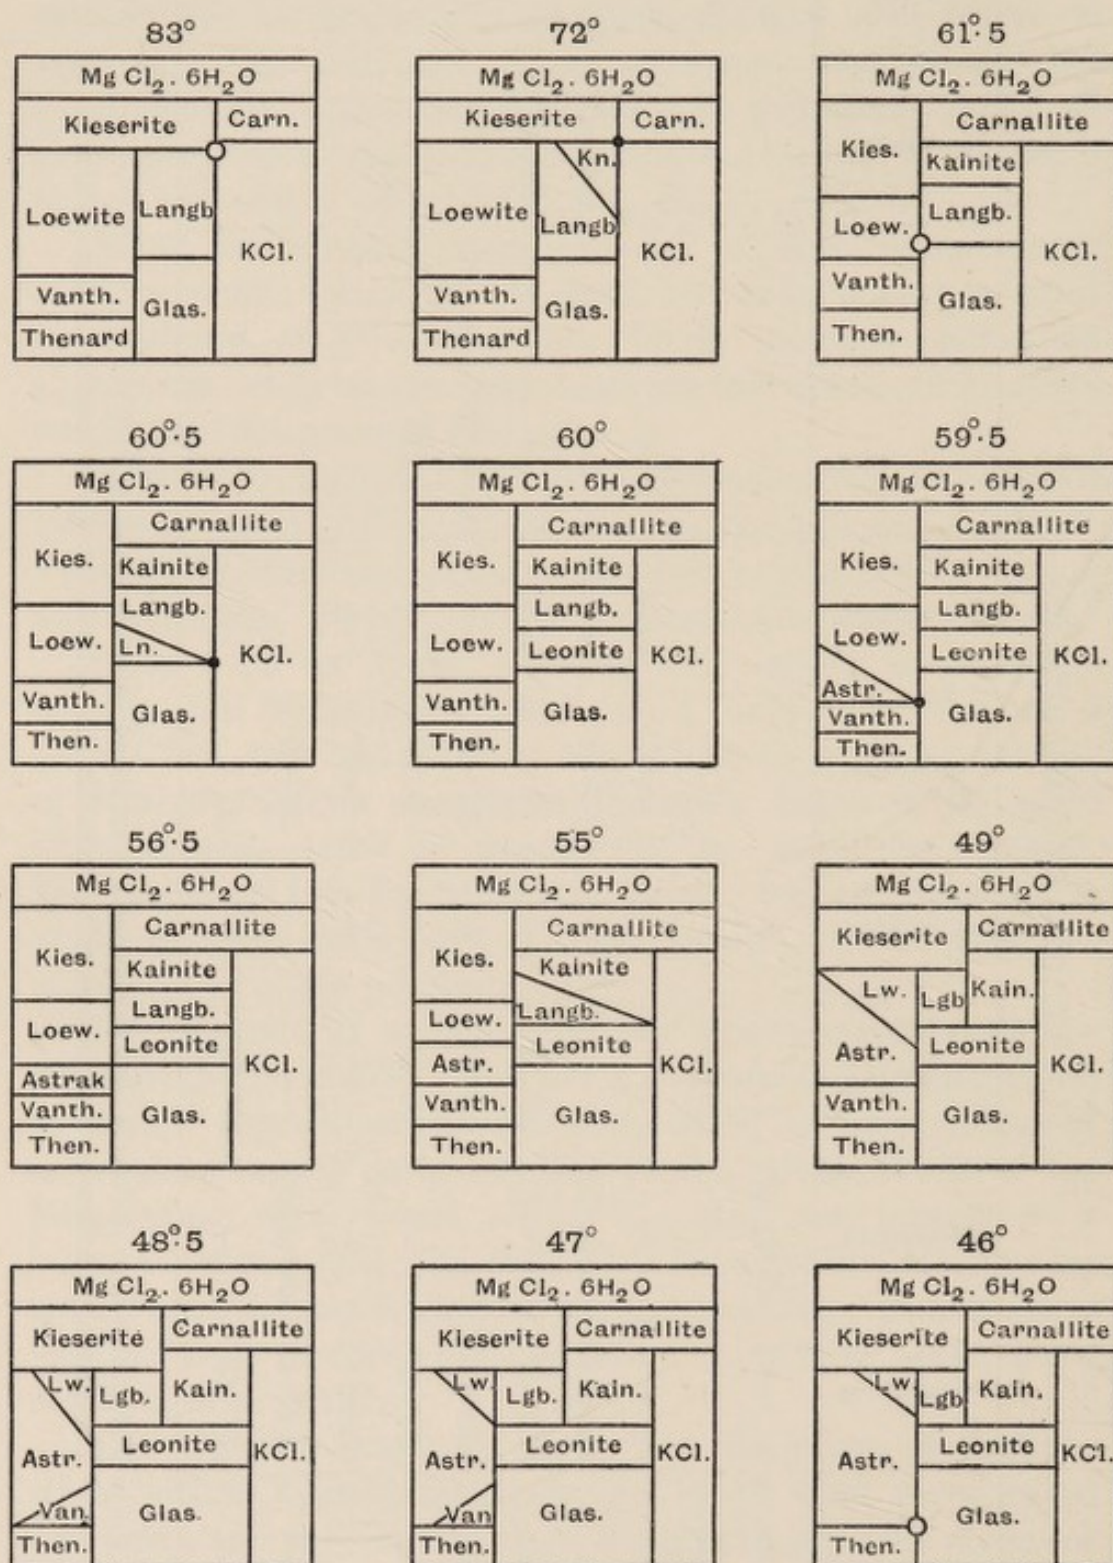 83°
Mg Cl₂. 6H₂O
Kieserite Carn.
Loewite Langb
KCl.
Vanth.
Glas.
Thenard
72°
Mg Cl₂. 6H₂O
Kieserite Carn.
Kn.
Loewite
Langb
KCl.
Vanth.
Glas.
Thenard
61°·5
Mg Cl₂. 6H₂O
Carnallite
Kies.
Kainite
Langb.
Loew.
KCl.
Vanth.
Glas.
Then.
60°·5
Mg Cl₂. 6H₂O
Carnallite
Kies. Kainite
Langb.
Loew. Ln. KCl.
Vanth.
Glas.
Then.
60°
Mg Cl₂. 6H₂O
Carnallite
Kies. Kainite
Langb.
Loew. Leonite KCl.
Vanth.
Glas.
Then.
59°·5
Mg Cl₂. 6H₂O
Carnallite
Kies. Kainite
Langb.
Loew.
Leonite KCl.
Astr.
Vanth. Glas.
Then.
56°·5
Mg Cl₂. 6H₂O
Carnallite
Kies.
Kainite
Langb.
Loew.
Leonite
KCl.
Astrak
Vanth. Glas.
Then.
55°
Mg Cl₂. 6H₂O
Carnallite
Kies. Kainite
Langb.
Loew.
Leonite
Astr. KCl.
Vanth.
Glas.
Then.
49°
Mg Cl₂. 6H₂O
Kieserite Carnallite
Lw. Lgb Kain.
Astr. Leonite
KCl.
Vanth.
Glas.
Then.
48°·5
Mg Cl₂. 6H₂O
Kieserite Carnallite
Lw. Lgb. Kain.
Leonite
Astr. KCl.
Van. Glas.
Then.
47°
Mg Cl₂. 6H₂O
Kieserite Carnallite
Lw. Lgb. Kain.
Leonite
Astr. KCl.
Van Glas.
Then.
46°
Mg Cl₂. 6H₂O
Kieserite Carnallite
Lw. Lgb Kain.
Leonite
Astr. KCl.
Glas.
Then.